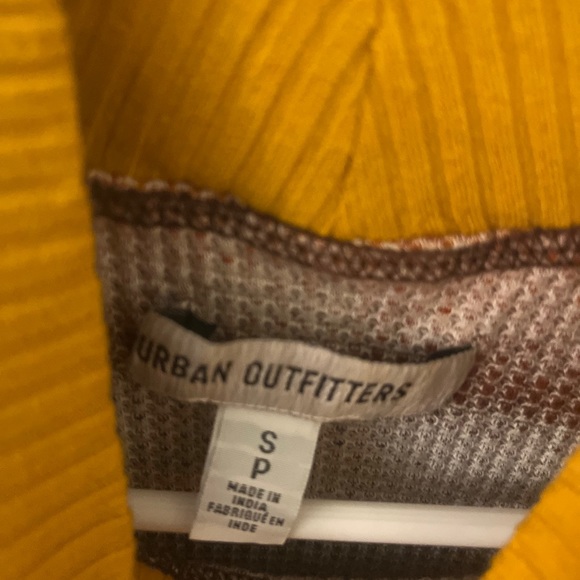 URBAN OUTFITTERS
S
P
MADE IN
INDIA
FABRIQUÉ EN
INDE